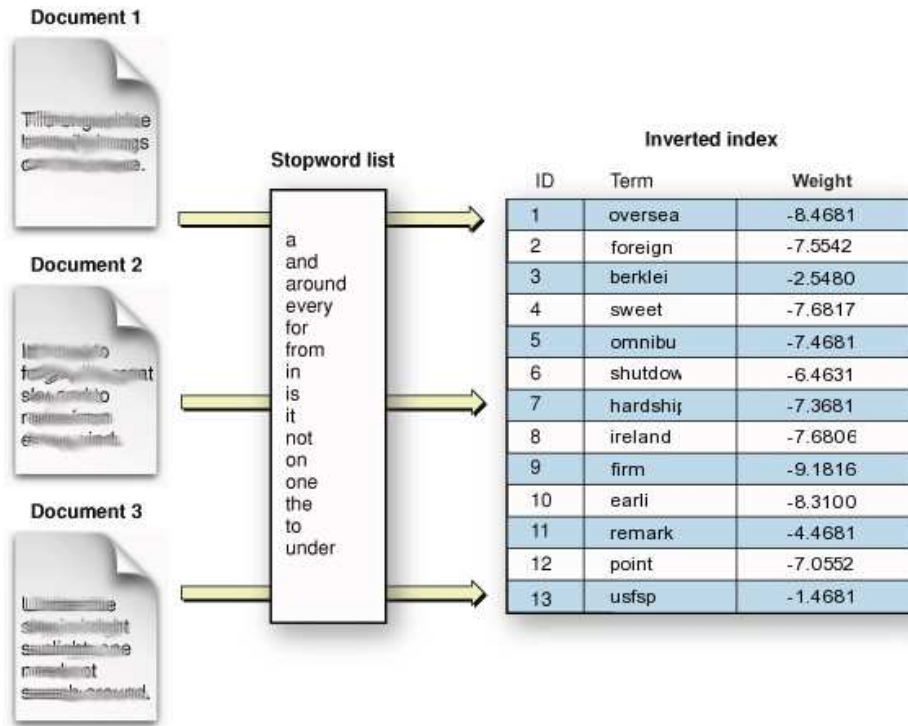 Document 1
Document 2
Document 3
Stopword list
a
and
around
every
for
from
in
is
it
not
on
one
the
to
under
Inverted index
ID Term Weight
1 oversea -8.4681
2 foreign -7.5542
3 berklei -2.5480
4 sweet -7.6817
5 omnibu -7.4681
6 shutdow -6.4631
7 hardship -7.3681
8 ireland -7.6806
9 firm -9.1816
10 earli -8.3100
11 remark -4.4681
12 point -7.0552
13 usfsp -1.4681